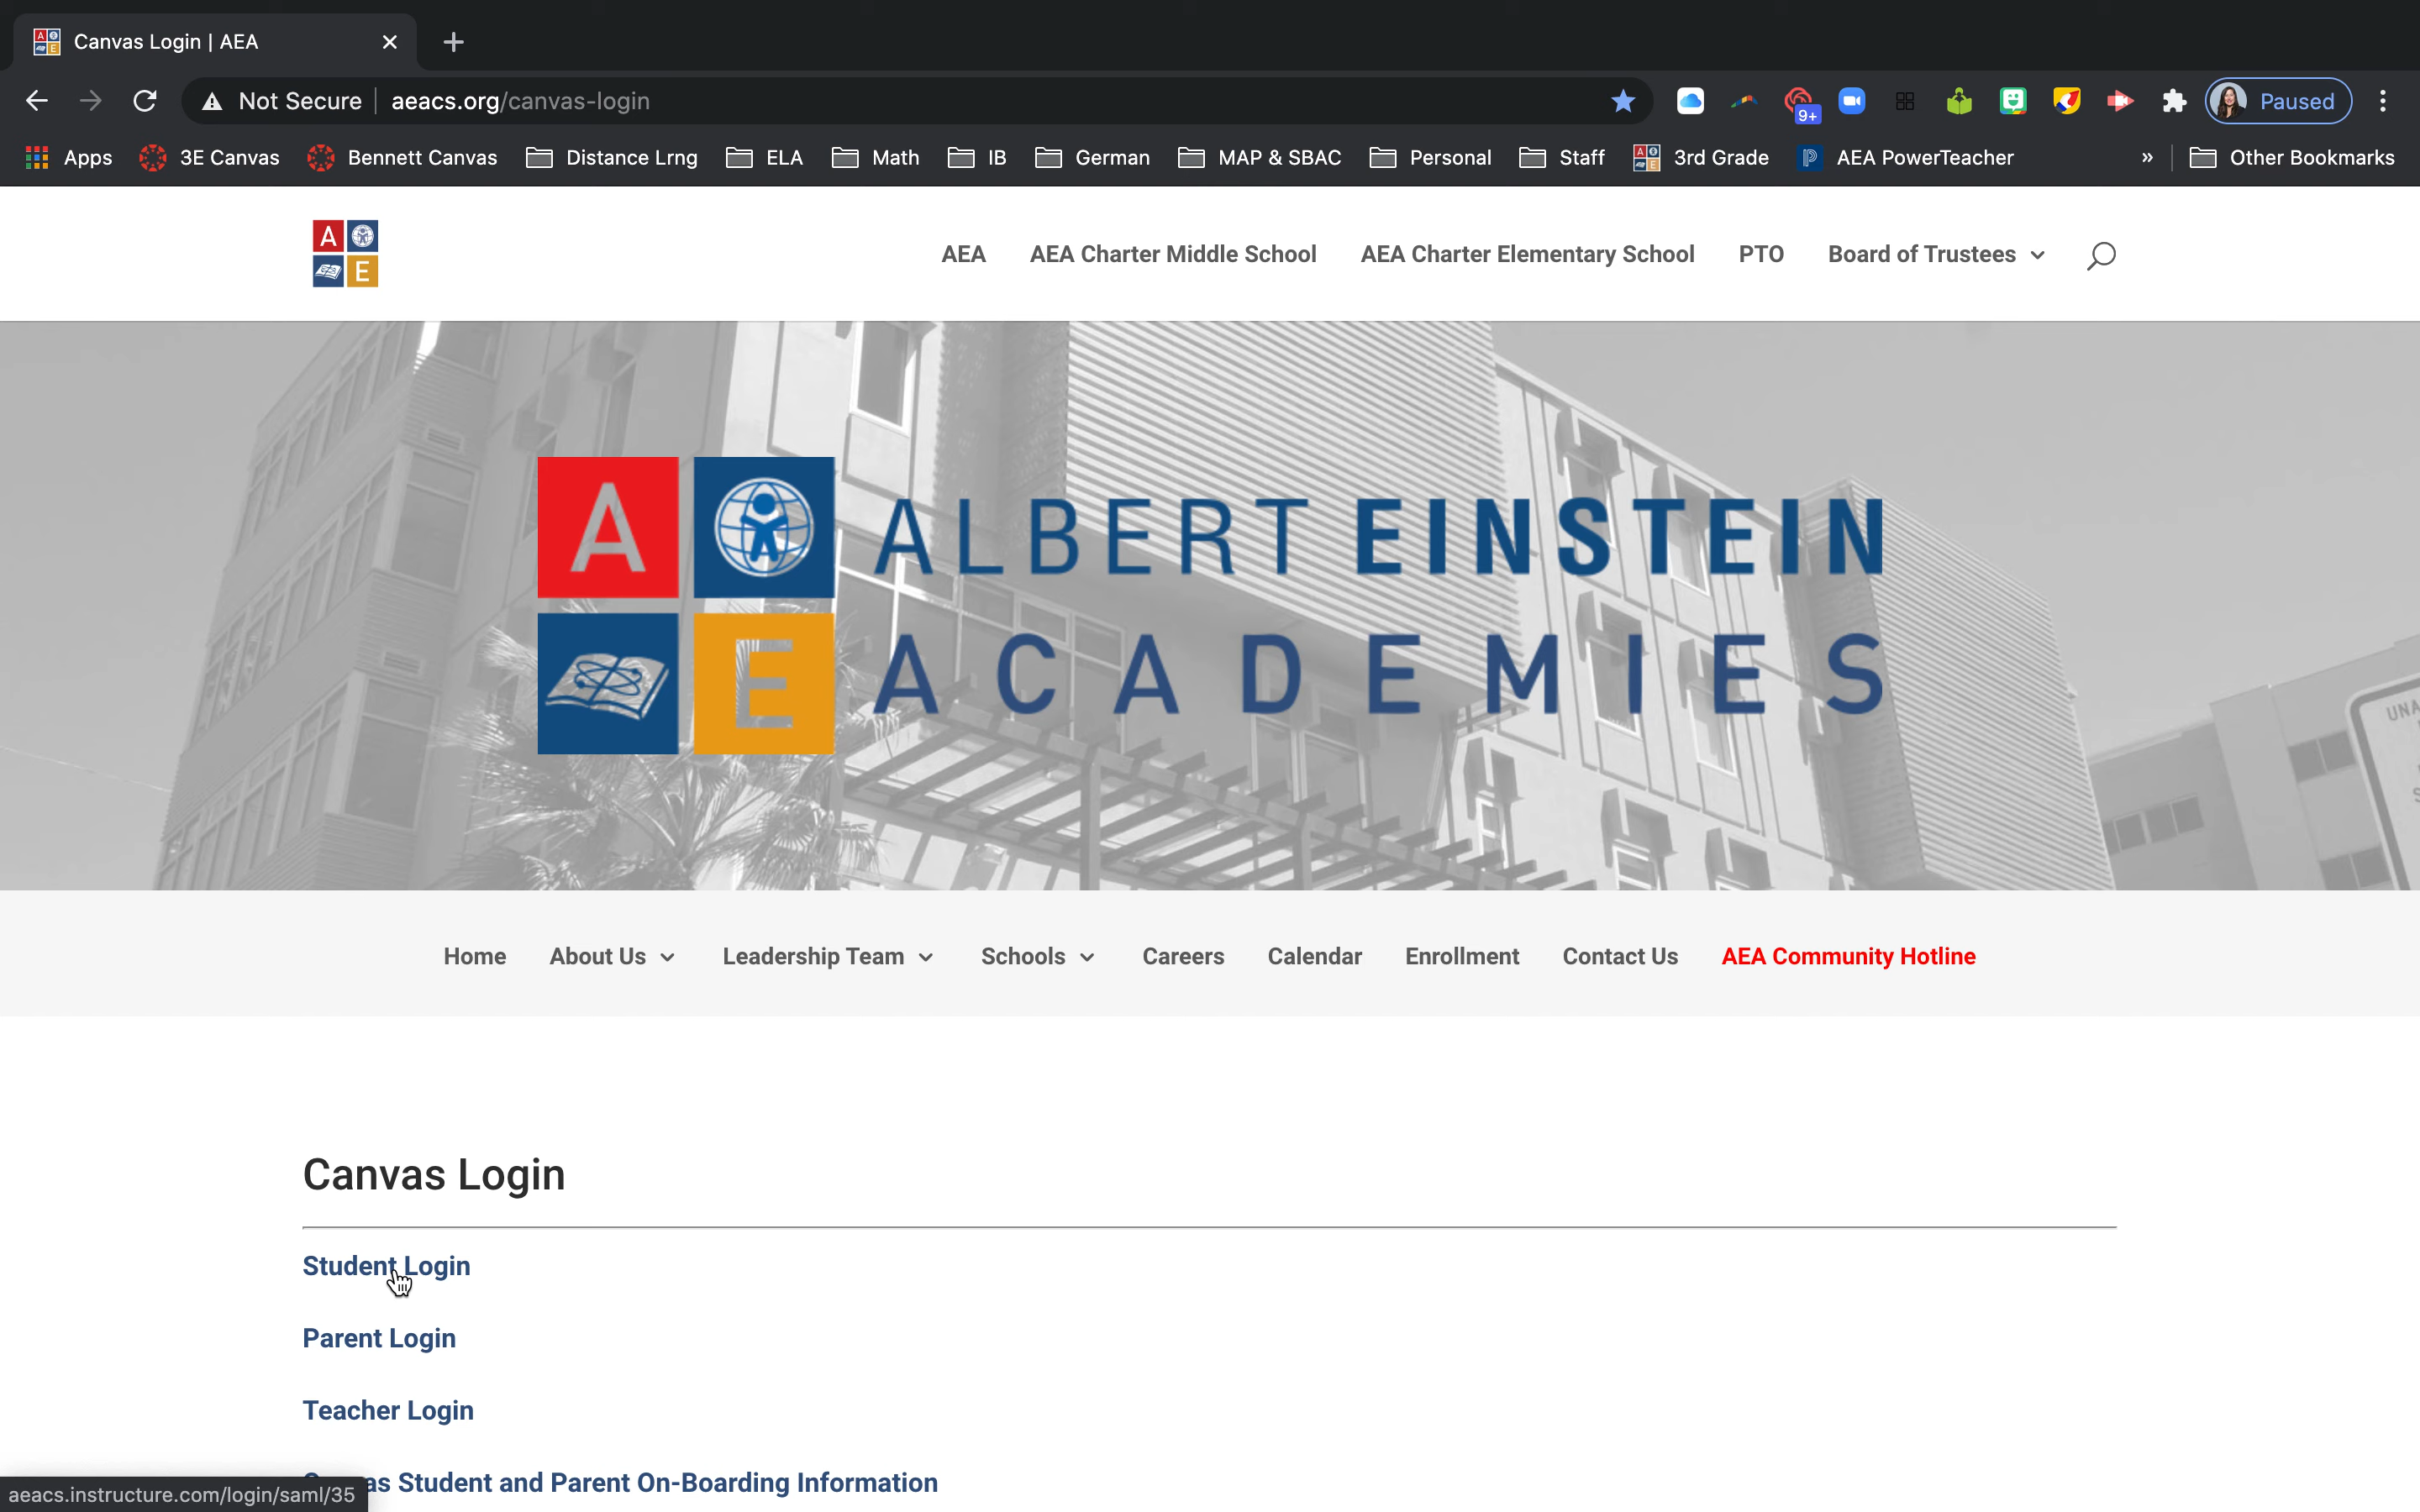 Canvas Login | AEA
Not Secure aeacs.org/canvas-login 9+ Paused
Apps 3E Canvas Bennett Canvas Distance Lrng ELA Math IB German MAP & SBAC Personal Staff 3rd Grade AEA PowerTeacher » Other Bookmarks
A
E
AEA AEA Charter Middle School AEA Charter Elementary School PTO Board of Trustees
A ALBERT EINSTEIN
E ACADEMIES
Home About Us Leadership Team Schools Careers Calendar Enrollment Contact Us AEA Community Hotline
Canvas Login
Student Login
Parent Login
Teacher Login
Student and Parent On-Boarding Information
aeacs.instructure.com/login/saml/35